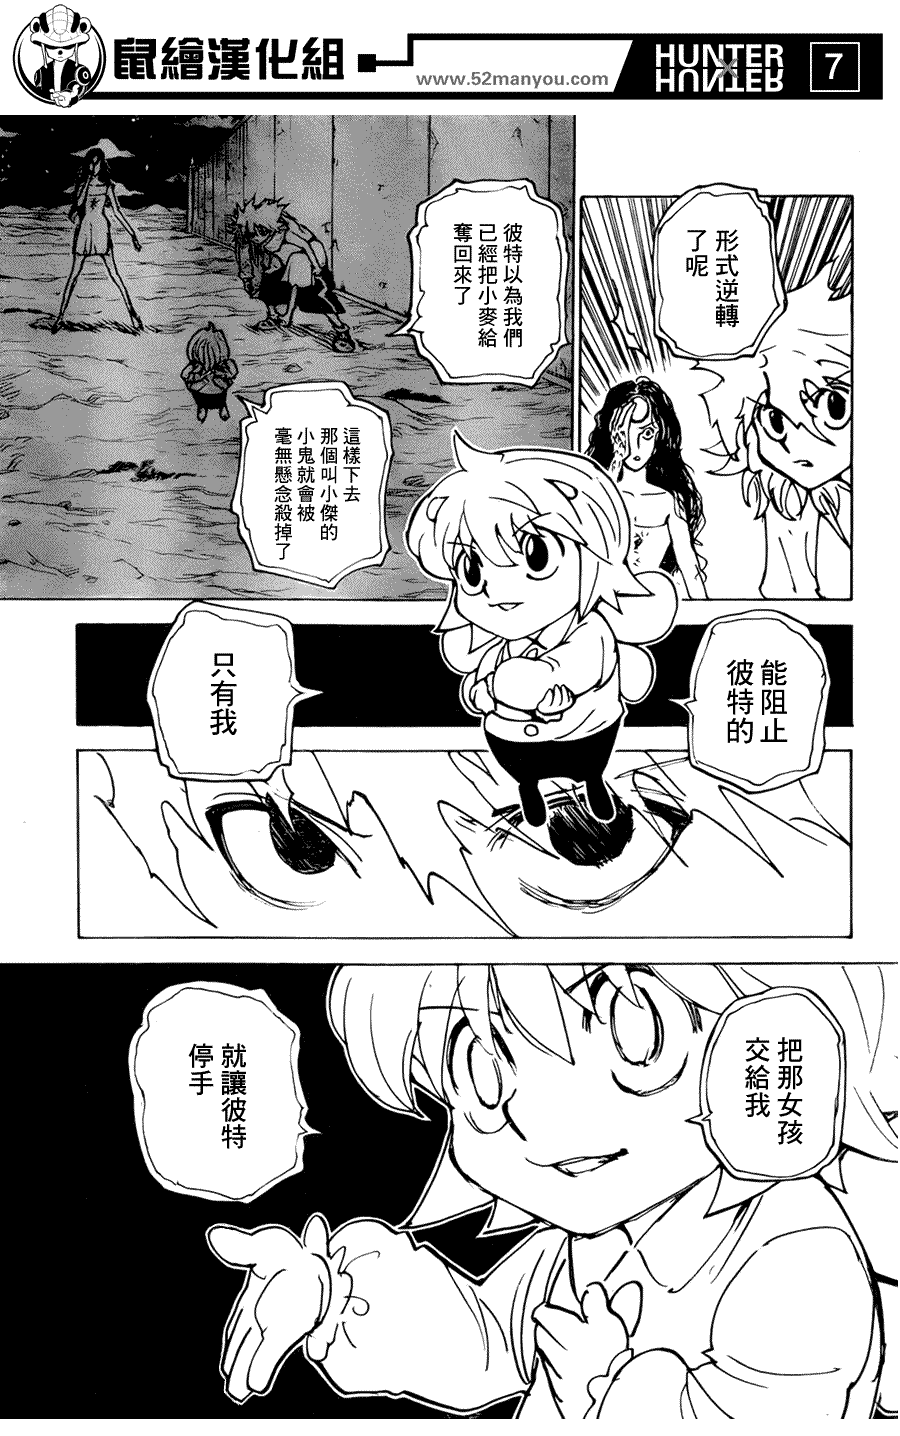 鼠繪漢化組
www.52manyou.com
HUNTER
X
HUNTER
7
形式逆轉
了呢
彼特以為我們
已經把小麥給
奪回來了
這樣下去
那個叫小傑的
小鬼就會被
毫無懸念殺掉了
能阻止
彼特的
只有我
把那女孩
交給我
就讓彼特
停手